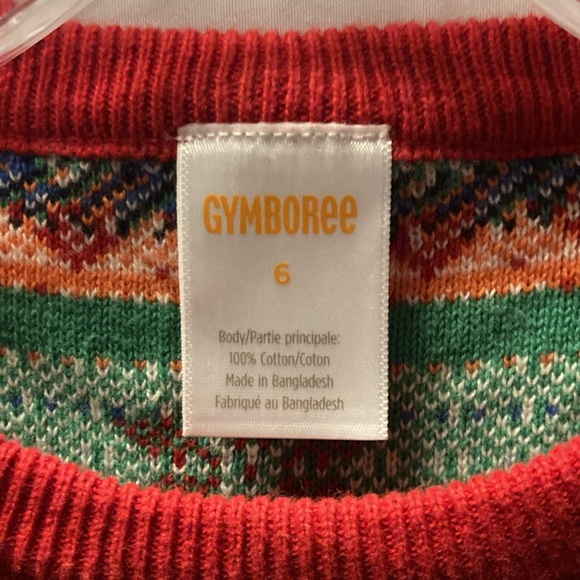 GYMBOREE
6
Body/Partie principale:
100% Cotton/Coton
Made in Bangladesh
Fabriqué au Bangladesh